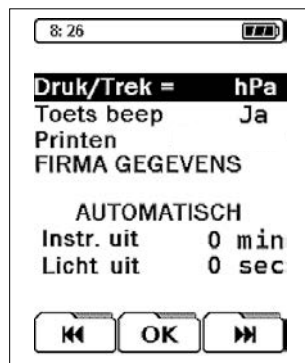 8: 26
Druk/Trek = hPa
Toets beep Ja
Printen
FIRMA GEGEVENS
AUTOMATISCH
Instr. uit 0 min
Licht uit 0 sec
OK